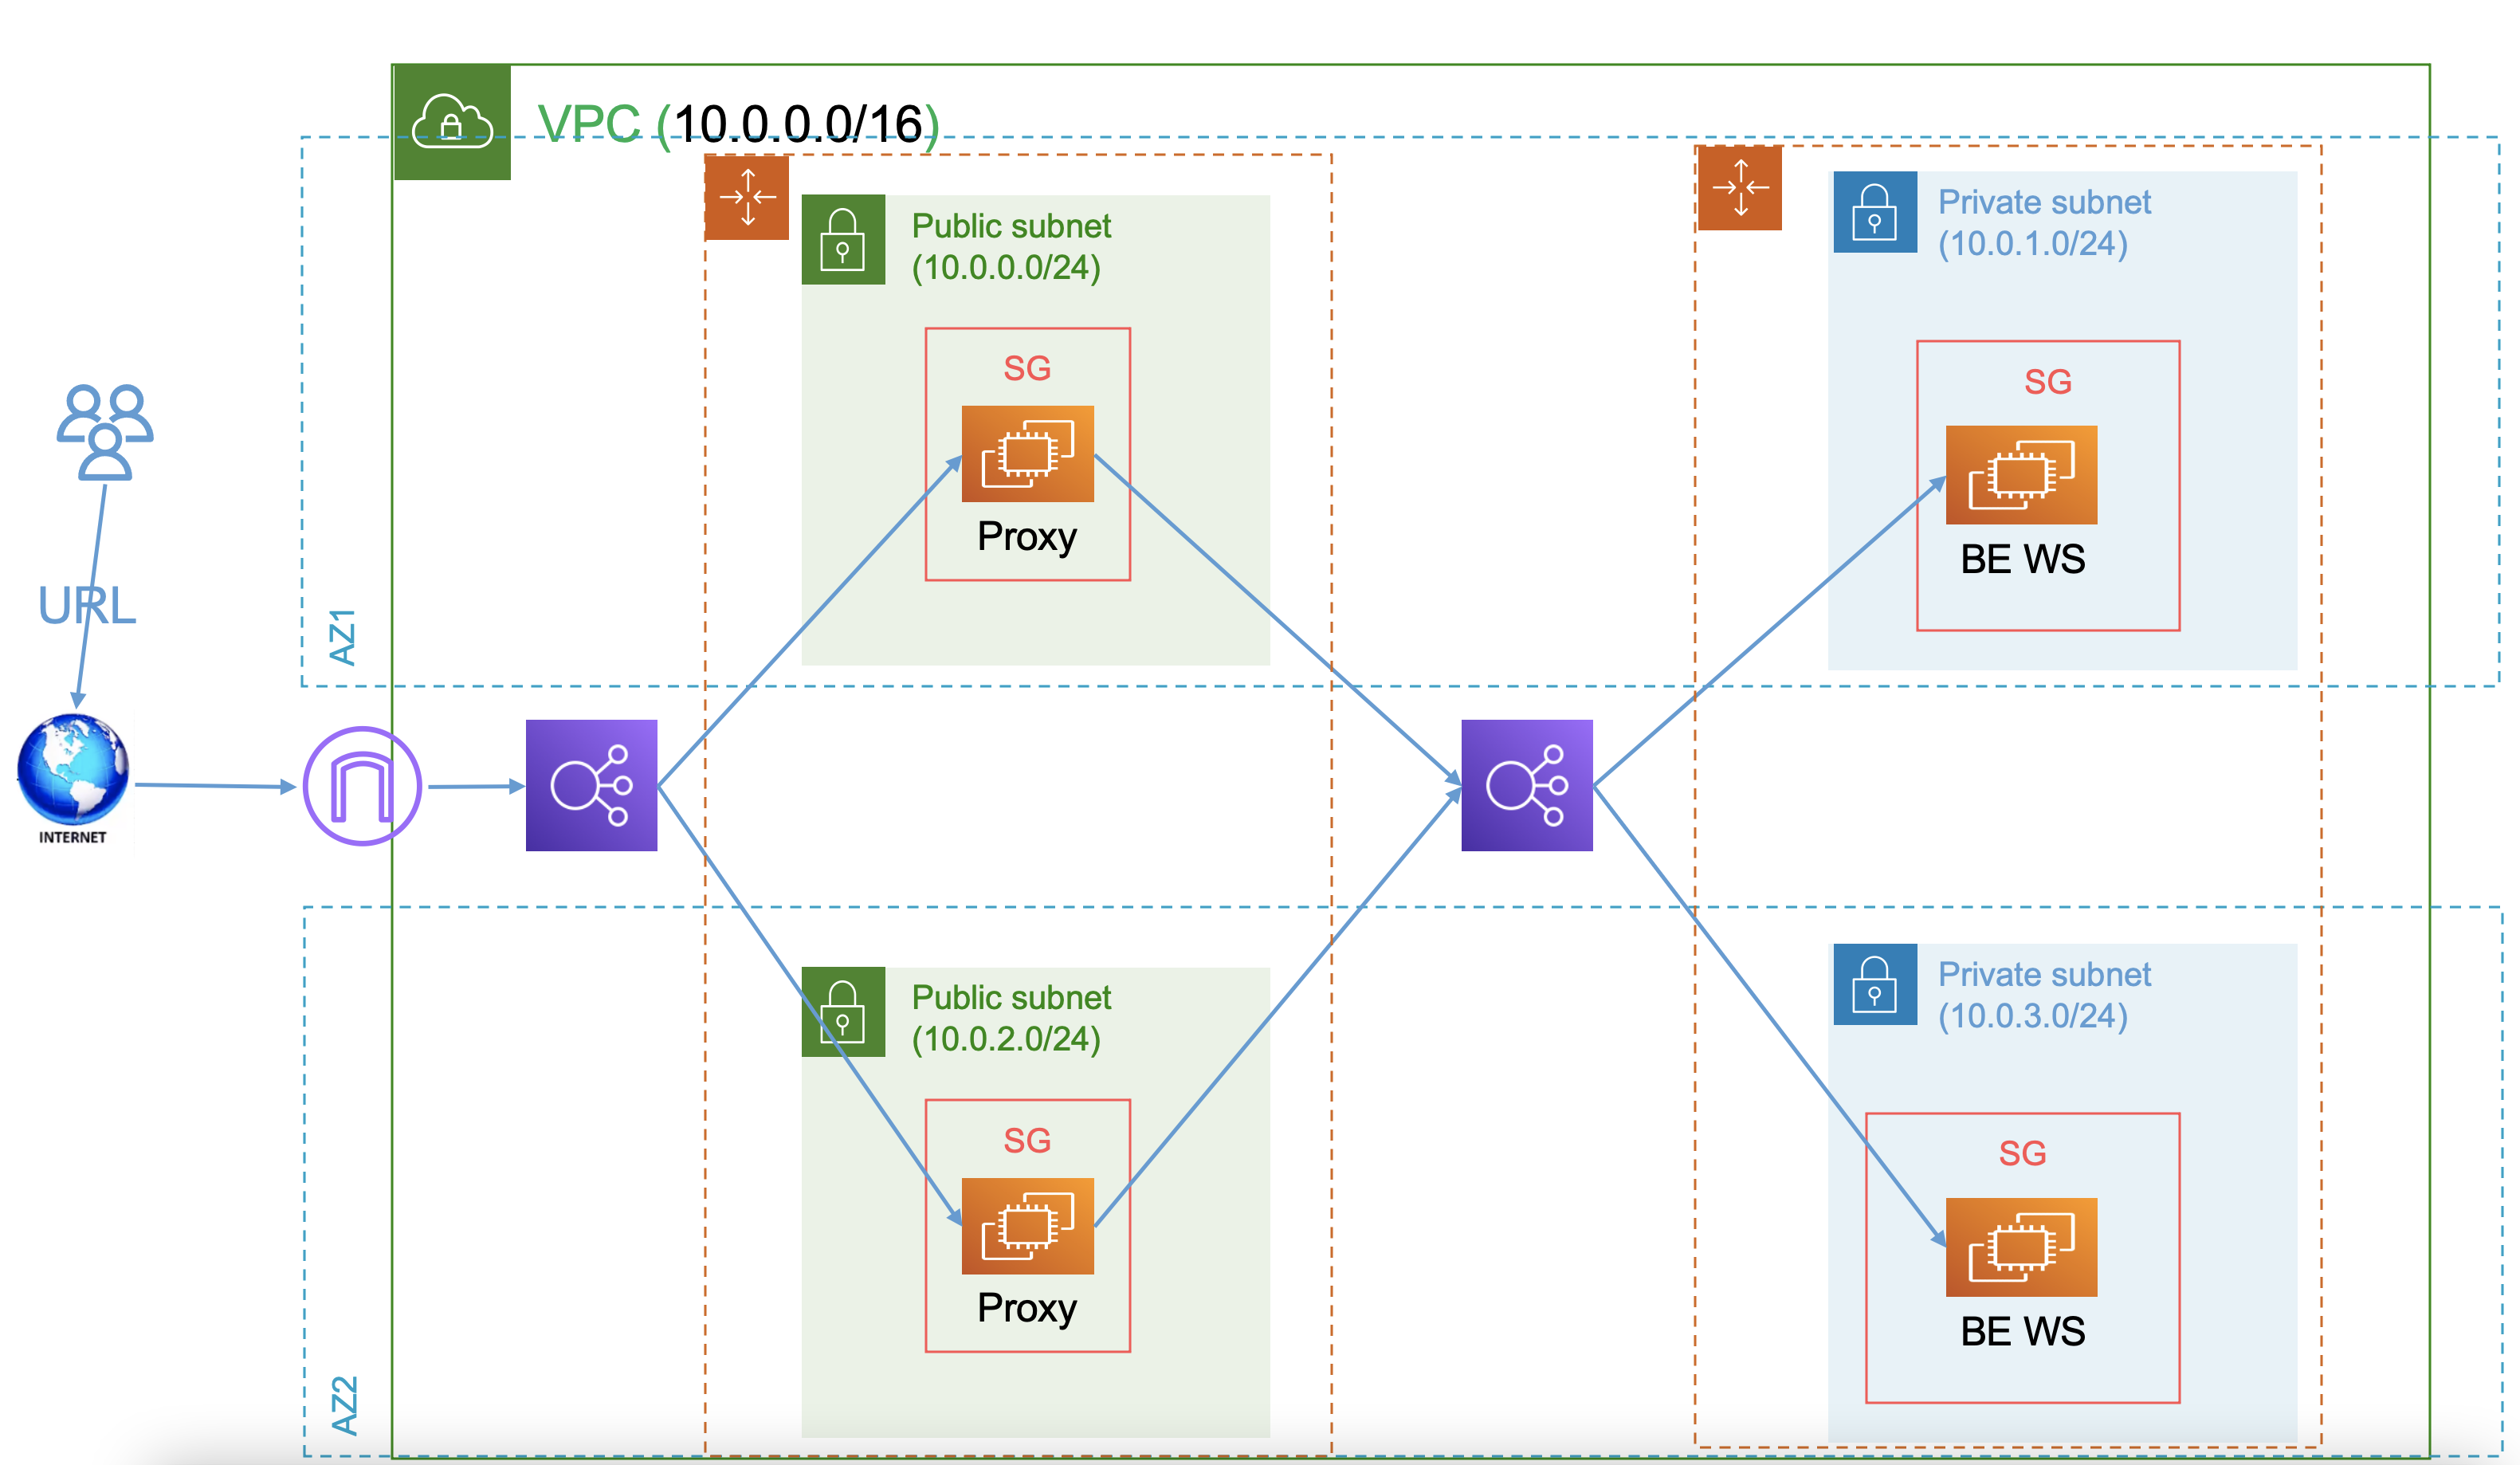 VPC (10.0.0.0/16)
Public subnet
(10.0.0.0/24)
SG
Proxy
Private subnet
(10.0.1.0/24)
SG
BE WS
AZ1
URL
INTERNET
Public subnet
(10.0.2.0/24)
SG
Proxy
Private subnet
(10.0.3.0/24)
SG
BE WS
AZ2